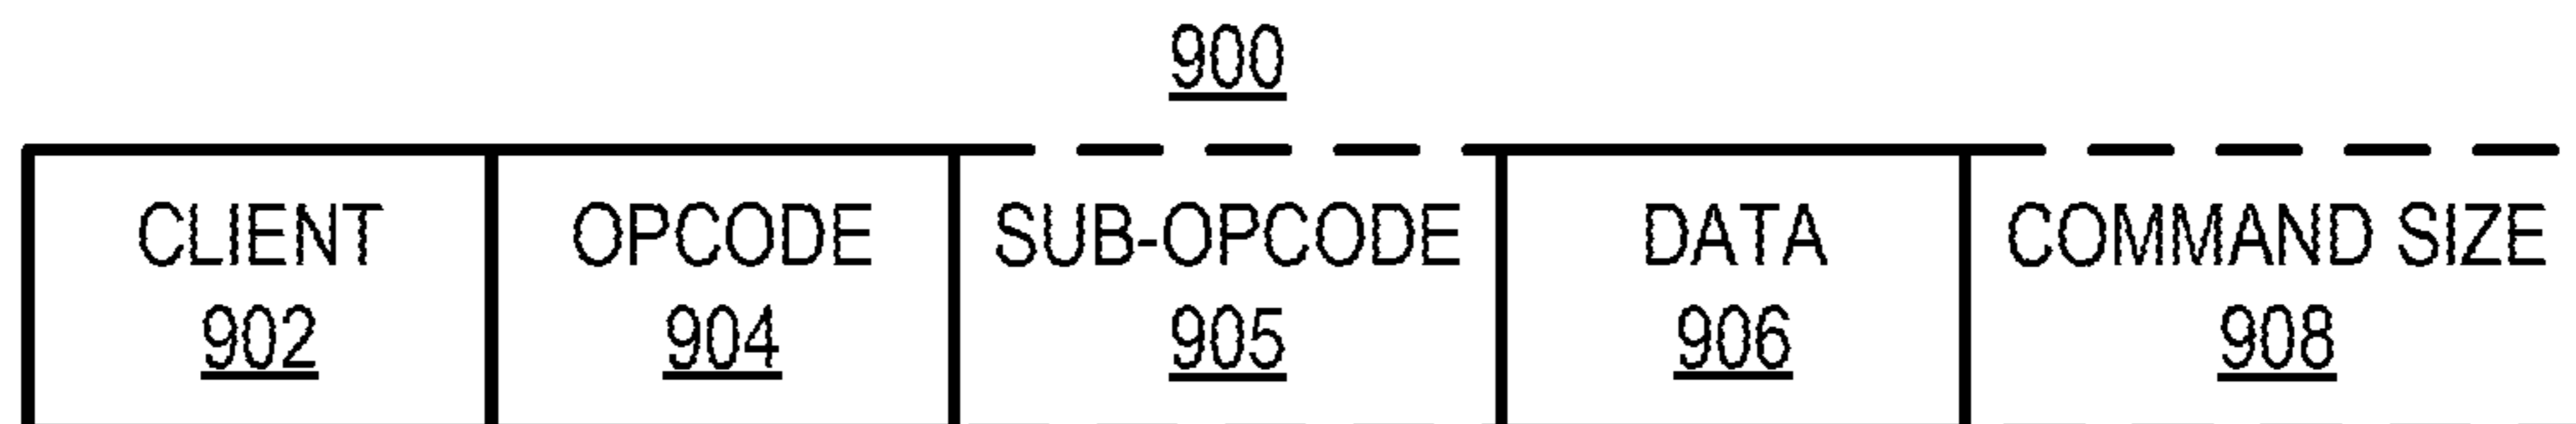 900
CLIENT OPCODE SUB-OPCODE DATA COMMAND SIZE
902 904 905 906 908